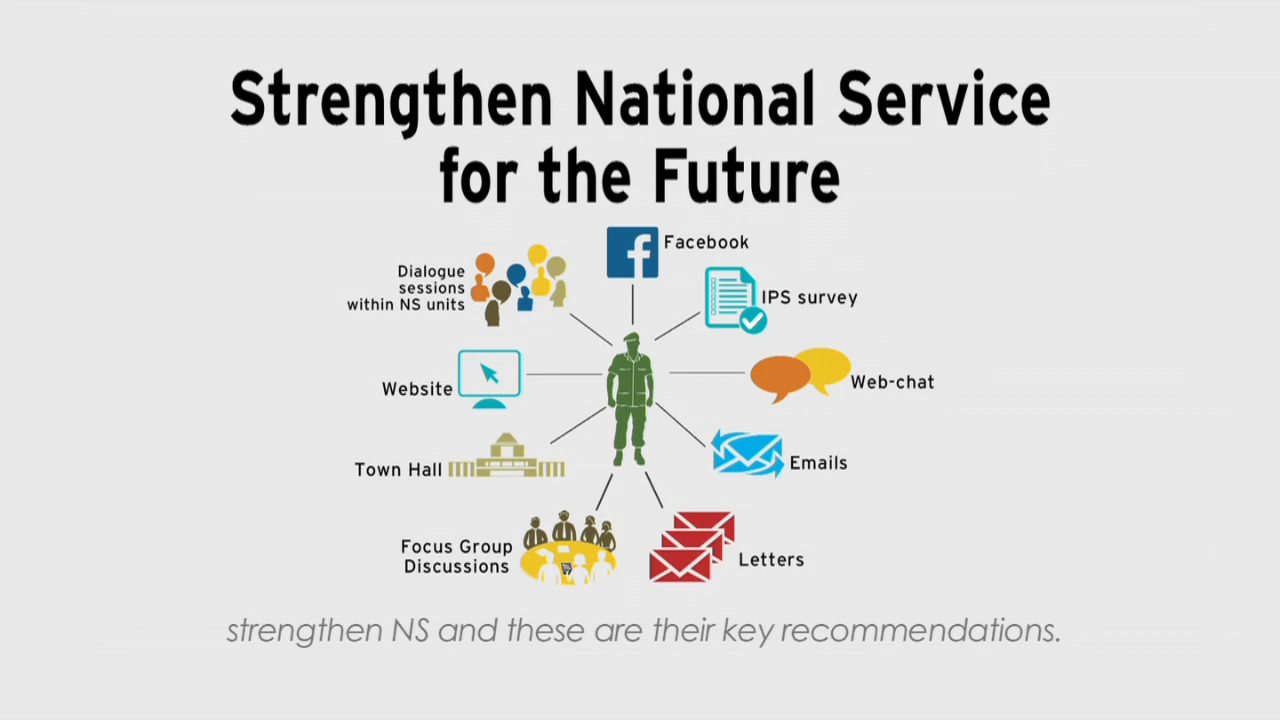 Strengthen National Service
for the Future
Facebook
Dialogue
sessions
within NS units
IPS survey
Website
Web-chat
Town Hall
Emails
Focus Group
Discussions
Letters
strengthen NS and these are their key recommendations.